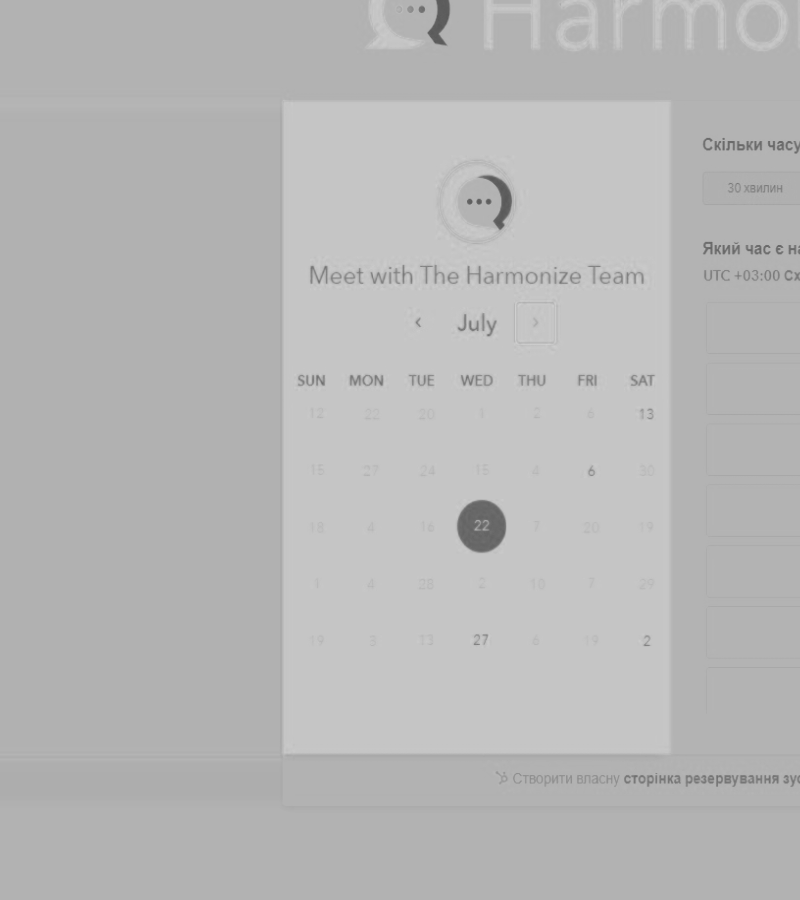 Harmo
Скільки часу
30 хвилин
Який час є на
UTC +03:00 Сх
Meet with The Harmonize Team
July
SUN MON TUE WED THU FRI SAT
12 22 20 1 2 6 13
15 27 24 15 4 6 30
18 4 16 22 7 20 19
1 4 28 2 10 7 29
19 3 13 27 6 19 2
Створити власну сторінка резервування зус